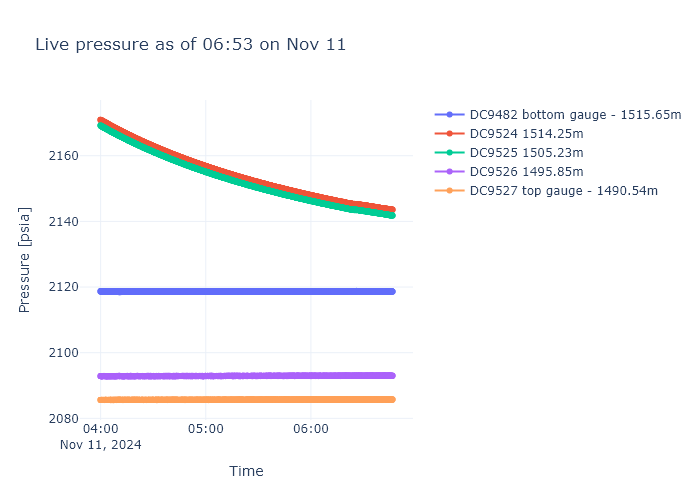 Live pressure as of 06:53 on Nov 11
DC9482 bottom gauge - 1515.65m
DC9524 1514.25m
DC9525 1505.23m
DC9526 1495.85m
DC9527 top gauge - 1490.54m
Pressure [psia]
2160
2140
2120
2100
2080
04:00 05:00 06:00
Nov 11, 2024
Time